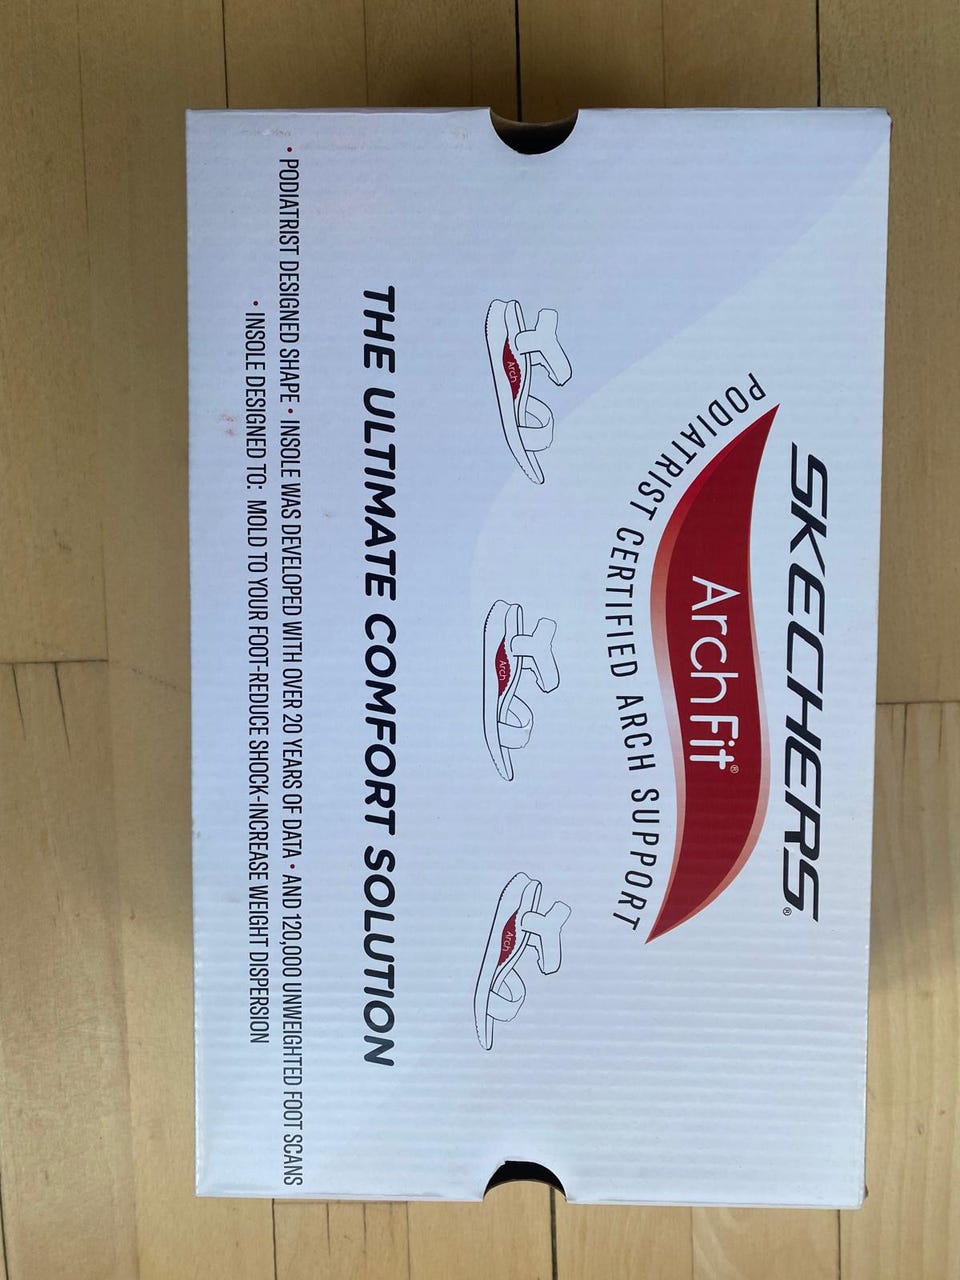 SKECHERS®
ArchFit®
PODIATRIST CERTIFIED ARCH SUPPORT
Arch Arch Arch
THE ULTIMATE COMFORT SOLUTION
• PODIATRIST DESIGNED SHAPE • INSOLE WAS DEVELOPED WITH OVER 20 YEARS OF DATA • AND 120,000 UNWEIGHTED FOOT SCANS
• INSOLE DESIGNED TO: MOLD TO YOUR FOOT-REDUCE SHOCK-INCREASE WEIGHT DISPERSION